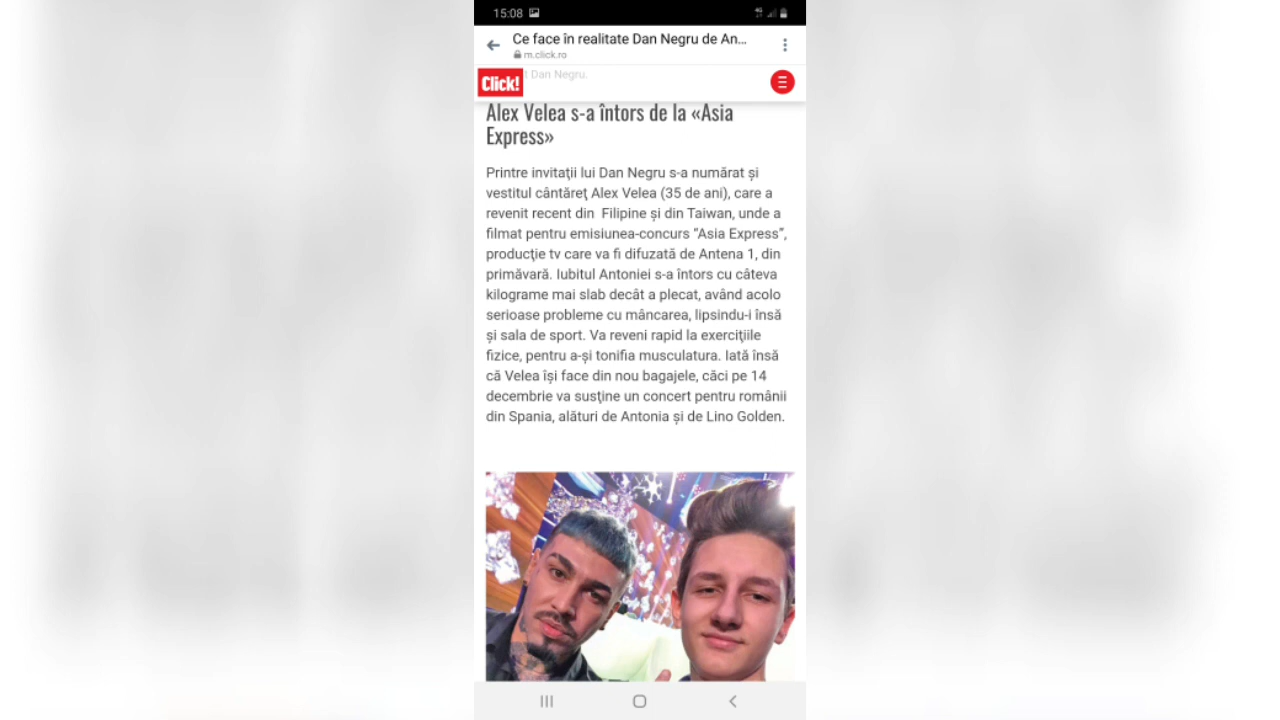 15:08
Ce face în realitate Dan Negru de An...
m.click.ro
Click!
t Dan Negru.
Alex Velea s-a întors de la «Asia
Express»
Printre invitaţii lui Dan Negru s-a numărat și
vestitul cântăreţ Alex Velea (35 de ani), care a
revenit recent din  Filipine și din Taiwan, unde a
filmat pentru emisiunea-concurs “Asia Express”,
producţie tv care va fi difuzată de Antena 1, din
primăvară. Iubitul Antoniei s-a întors cu câteva
kilograme mai slab decât a plecat, având acolo
serioase probleme cu mâncarea, lipsindu-i însă
și sala de sport. Va reveni rapid la exerciţiile
fizice, pentru a-și tonifia musculatura. Iată însă
că Velea își face din nou bagajele, căci pe 14
decembrie va susţine un concert pentru românii
din Spania, alături de Antonia și de Lino Golden.